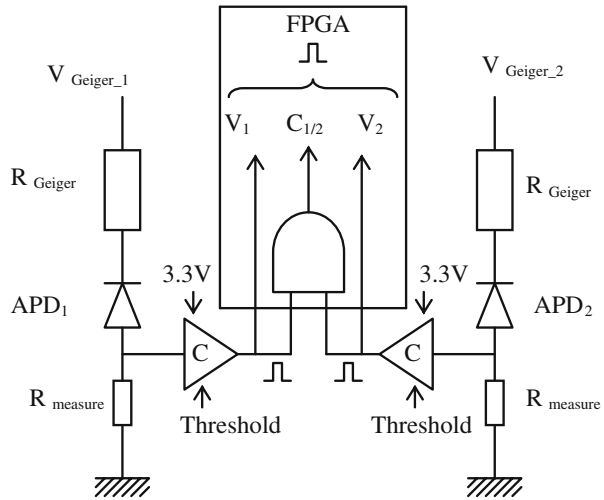 FPGA
V Geiger_1
V Geiger_2
V1
C1/2
V2
R Geiger
R Geiger
3.3V
3.3V
APD1
APD2
C
C
R measure
R measure
Threshold
Threshold